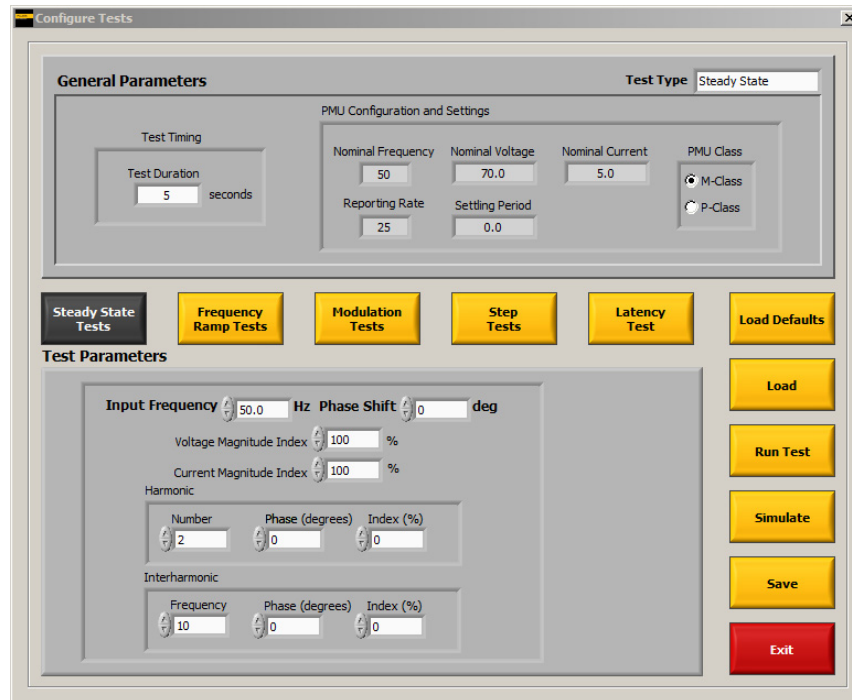 Configure Tests
General Parameters
Test Type Steady State
PMU Configuration and Settings
Test Timing
Test Duration
5 seconds
Nominal Frequency Nominal Voltage Nominal Current PMU Class
50 70.0 5.0
M-Class
P-Class
Reporting Rate Settling Period
25 0.0
Steady State
Tests
Frequency
Ramp Tests
Modulation
Tests
Step
Tests
Latency
Test
Load Defaults
Test Parameters
Input Frequency 50.0 Hz Phase Shift 0 deg
Voltage Magnitude Index 100 %
Current Magnitude Index 100 %
Harmonic
Number Phase (degrees) Index (%)
2 0 0
Interharmonic
Frequency Phase (degrees) Index (%)
10 0 0
Load
Run Test
Simulate
Save
Exit